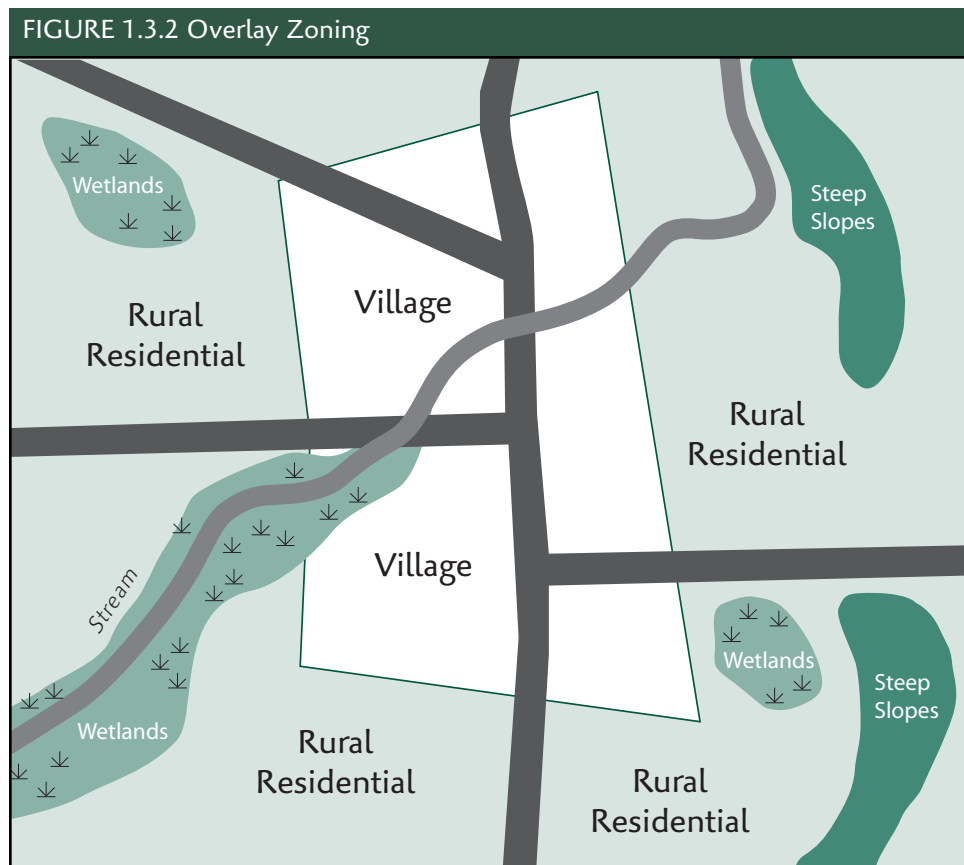 FIGURE 1.3.2 Overlay Zoning
Wetlands
Steep
Slopes
Village
Rural
Residential
Rural
Residential
Village
Stream
Wetlands
Steep
Slopes
Wetlands
Rural
Residential
Rural
Residential